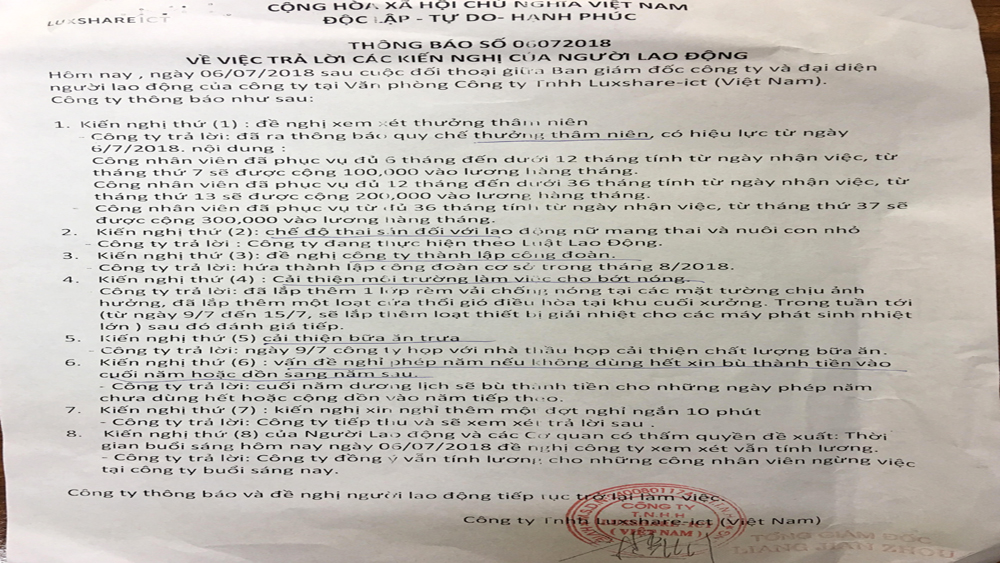 CỘNG HÒA XÃ HỘI CHỦ NGHĨA VIỆT NAM
LUXSHARE ICT
ĐỘC LẬP - TỰ DO- HẠNH PHÚC
THÔNG BÁO SỐ 06072018
VỀ VIỆC TRẢ LỜI CÁC KIẾN NGHỊ CỦA NGƯỜI LAO ĐỘNG
Hôm nay , ngày 06/07/2018 sau cuộc đối thoại giữa Ban giám đốc công ty và đại diện
người lao động của công ty tại Văn phòng Công ty Tnhh Luxshare-ict (Việt Nam).
Công ty thông báo như sau:
1. Kiến nghị thứ (1) : đề nghị xem xét thưởng thâm niên
- Công ty trả lời: đã ra thông báo quy chế thưởng thâm niên, có hiệu lực từ ngày
6/7/2018. nội dung :
Công nhân viên đã phục vụ đủ 6 tháng đến dưới 12 tháng tính từ ngày nhận việc, từ
tháng thứ 7 sẽ được cộng 100,000 vào lương hàng tháng.
Công nhân viên đã phục vụ đủ 12 tháng đến dưới 36 tháng tính từ ngày nhận việc, từ
tháng thứ 13 sẽ được cộng 200,000 vào lương hàng tháng.
- Công nhân viên đã phục vụ từ đủ 36 tháng tính từ ngày nhận việc, từ tháng thứ 37 sẽ
được cộng 300,000 vào lương hàng tháng.
2. Kiến nghị thứ (2): chế độ thai sản đối với lao động nữ mang thai và nuôi con nhỏ
- Công ty trả lời : Công ty đang thực hiện theo Luật Lao Động.
3. Kiến nghị thứ (3): đề nghị công ty thành lập công đoàn.
- Công ty trả lời: hứa thành lập công đoàn cơ sở trong tháng 8/2018.
4. Kiến nghị thứ (4) : Cải thiện môi trường làm việc cho bớt nóng
Công ty trả lời: đã lắp thêm 1 lớp rèm vải chống nóng tại các mặt tường chịu ảnh
hưởng, đã lắp thêm một loạt cửa thổi gió điều hòa tại khu cuối xưởng. Trong tuần tới
(từ ngày 9/7 đến 15/7, sẽ lắp thêm loạt thiết bị giải nhiệt cho các máy phát sinh nhiệt
lớn ) sau đó đánh giá tiếp.
5. Kiến nghị thứ (5) cải thiện bữa ăn trưa
- Công ty trả lời: ngày 9/7 công ty họp với nhà thầu họp cải thiện chất lượng bữa ăn.
6. Kiến nghị thứ (6) : vấn đề nghỉ phép năm nếu không dùng hết xin bù thành tiền vào
cuối năm hoặc dồn sang năm sau.
- Công ty trả lời: cuối năm dương lịch sẽ bù thành tiền cho những ngày phép năm
chưa dùng hết hoặc cộng dồn vào năm tiếp theo.
7. Kiến nghị thứ (7) : kiến nghị xin nghỉ thêm một đợt nghỉ ngắn 10 phút
- Công ty trả lời: Công ty tiếp thu và sẽ xem xét trả lời sau .
8. Kiến nghị thứ (8) của Người Lao động và các Cơ quan có thẩm quyền đề xuất: Thời
gian buổi sáng hôm nay ngày 06/07/2018 đề nghị công ty xem xét vẫn tính lương.
- Công ty trả lời: Công ty đồng ý vẫn tính lương cho những công nhân viên ngừng việc
tại công ty buổi sáng nay.
Công ty thông báo và đề nghị người lao động tiếp tục trở lại làm việc.
CÔNG TY
T.N.H.H
Công ty Tnhh Luxshare-ict (Việt Nam)
( VIỆT NAM )
TỔNG GIÁM ĐỐC
LIANG JIAN ZHOU